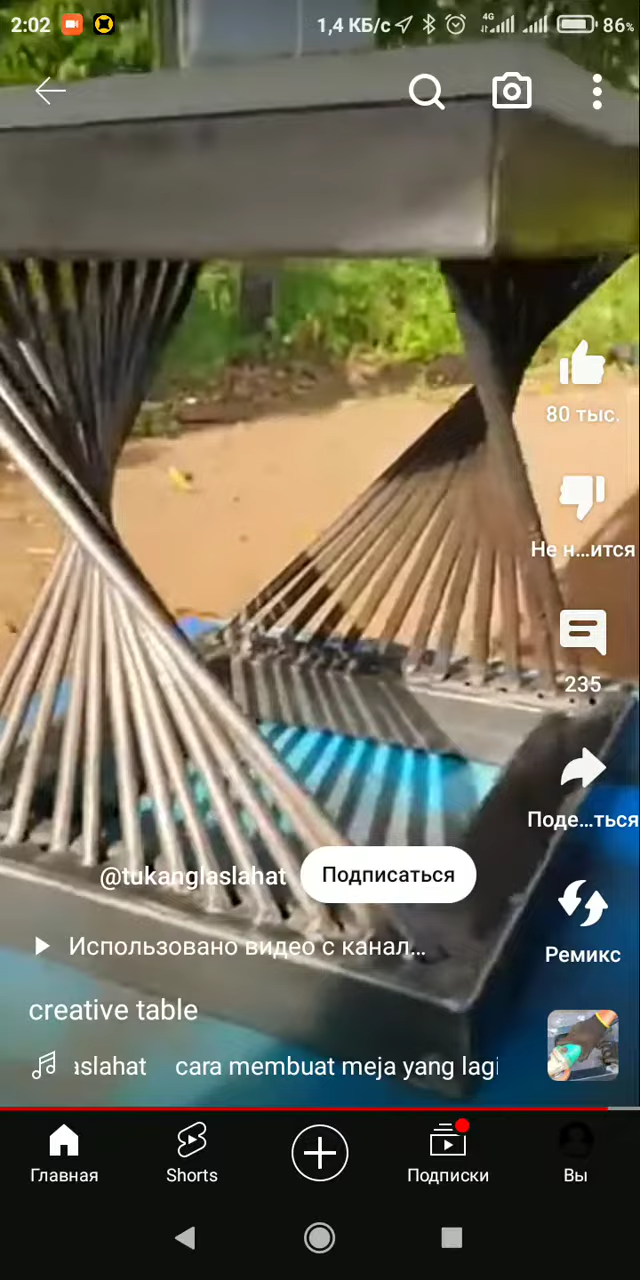 2:02 1,4 КБ/с 4G 86%
80 тыс.
Не н...ится
235
Поде...ться
@tukanglaslahat Подписаться
Использовано видео с канал...
Ремикс
creative table
aslahat cara membuat meja yang lagi
Главная Shorts Подписки Вы